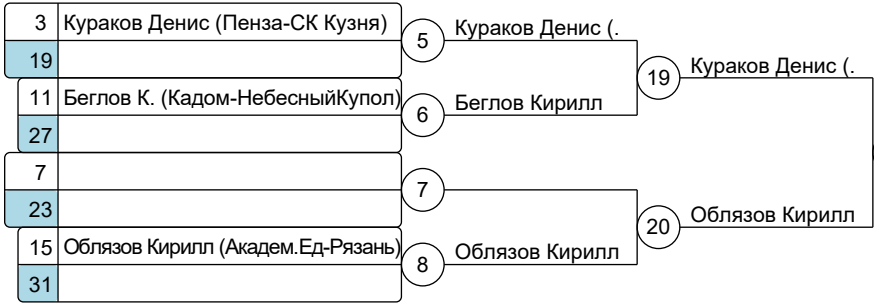 3 Кураков Денис (Пенза-СК Кузня)
19
5 Кураков Денис (.
11 Беглов К. (Кадом-НебесныйКупол)
27
6 Беглов Кирилл
19 Кураков Денис (.
7
23
7
15 Облязов Кирилл (Академ.Ед-Рязань)
31
8 Облязов Кирилл
20 Облязов Кирилл